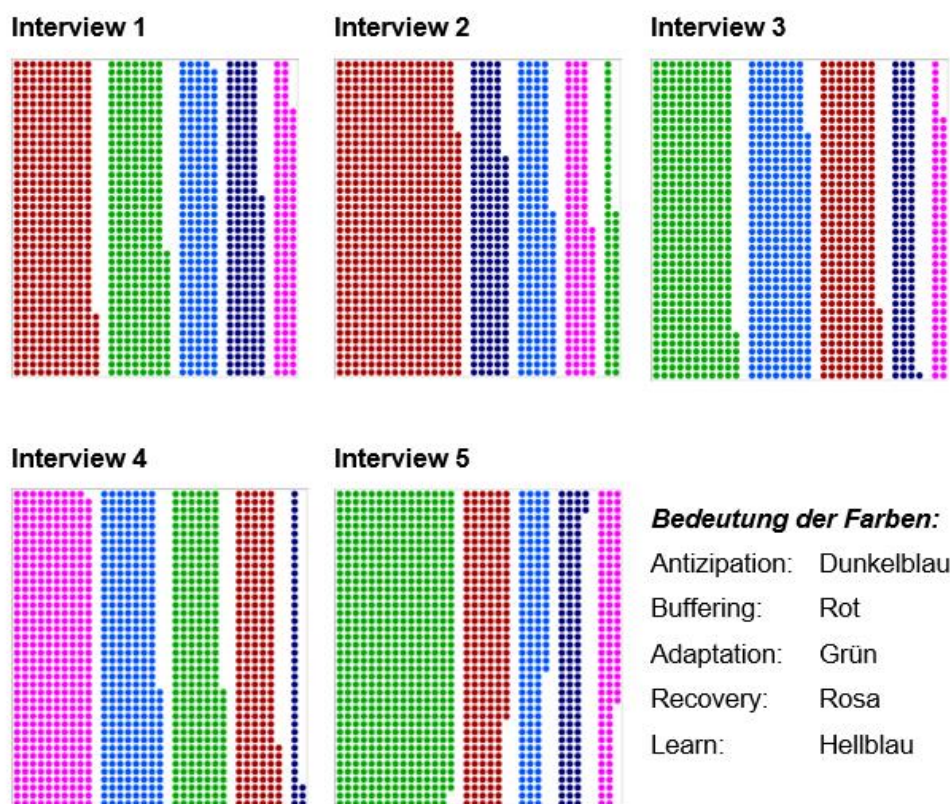 Interview 1
Interview 2
Interview 3
Interview 4
Interview 5
Bedeutung der Farben:
Antizipation: Dunkelblau
Buffering: Rot
Adaptation: Grün
Recovery: Rosa
Learn: Hellblau